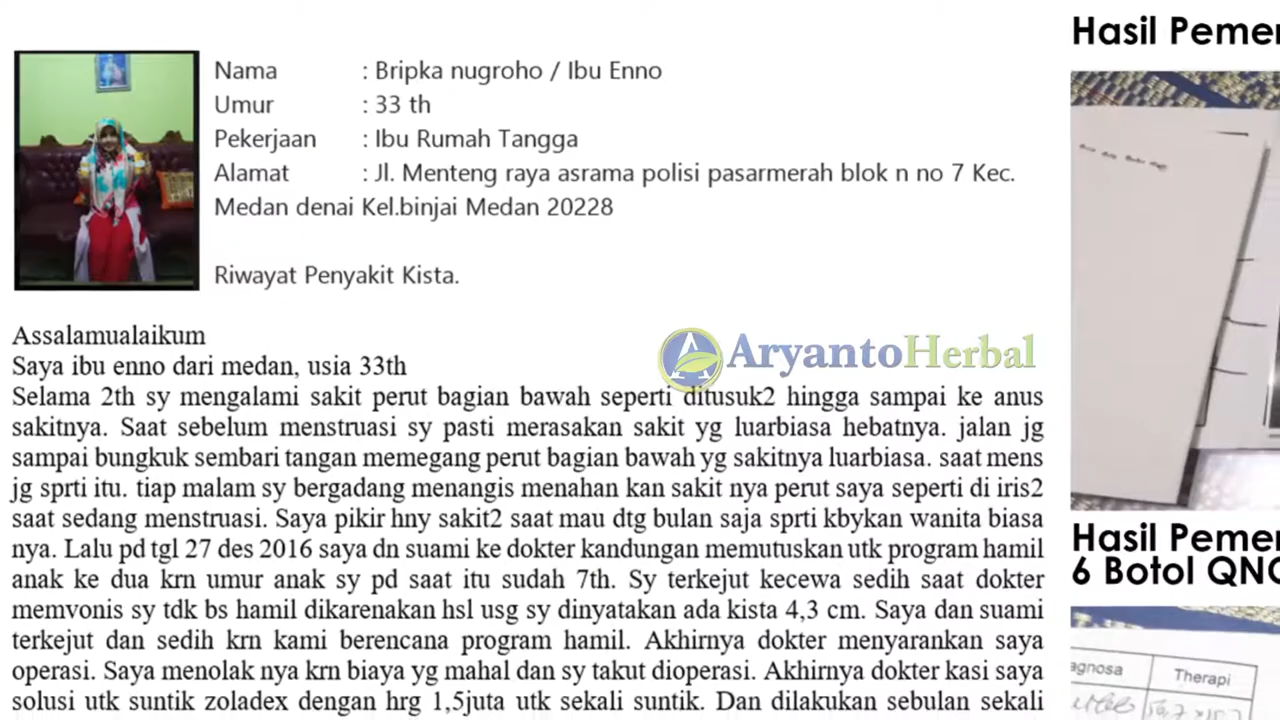 Nama : Bripka nugroho / Ibu Enno
Umur : 33 th
Pekerjaan : Ibu Rumah Tangga
Alamat : Jl. Menteng raya asrama polisi pasarmerah blok n no 7 Kec.
Medan denai Kel.binjai Medan 20228
Riwayat Penyakit Kista.
Assalamualaikum
Saya ibu enno dari medan, usia 33th
Selama 2th sy mengalami sakit perut bagian bawah seperti ditusuk2 hingga sampai ke anus
sakitnya. Saat sebelum menstruasi sy pasti merasakan sakit yg luarbiasa hebatnya. jalan jg
sampai bungkuk sembari tangan memegang perut bagian bawah yg sakitnya luarbiasa. saat mens
jg sprti itu. tiap malam sy bergadang menangis menahan kan sakit nya perut saya seperti di iris2
saat sedang menstruasi. Saya pikir hny sakit2 saat mau dtg bulan saja sprti kbykan wanita biasa
nya. Lalu pd tgl 27 des 2016 saya dn suami ke dokter kandungan memutuskan utk program hamil
anak ke dua krn umur anak sy pd saat itu sudah 7th. Sy terkejut kecewa sedih saat dokter
memvonis sy tdk bs hamil dikarenakan hsl usg sy dinyatakan ada kista 4,3 cm. Saya dan suami
terkejut dan sedih krn kami berencana program hamil. Akhirnya dokter menyarankan saya
operasi. Saya menolak nya krn biaya yg mahal dan sy takut dioperasi. Akhirnya dokter kasi saya
solusi utk suntik zoladex dengan hrg 1,5juta utk sekali suntik. Dan dilakukan sebulan sekali
AryantoHerbal
Hasil Pemer
Hasil Pemer
6 Botol QNC
agnosa
Therapi